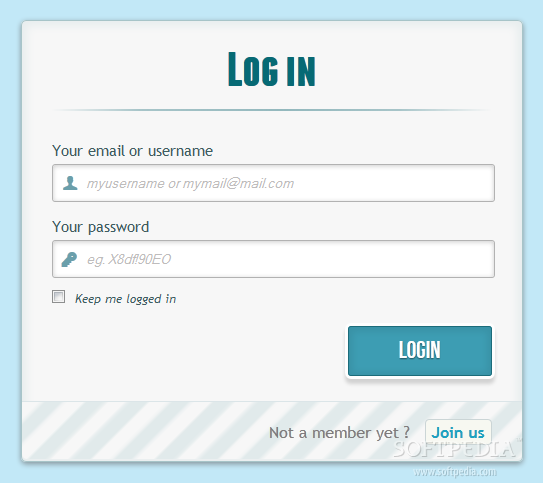 Log in
Your email or username
myusername or mymail@mail.com
Your password
eg. X8df!90EO
Keep me logged in
LOGIN
Not a member yet ? Join us
SOFTPEDIA
www.softpedia.com